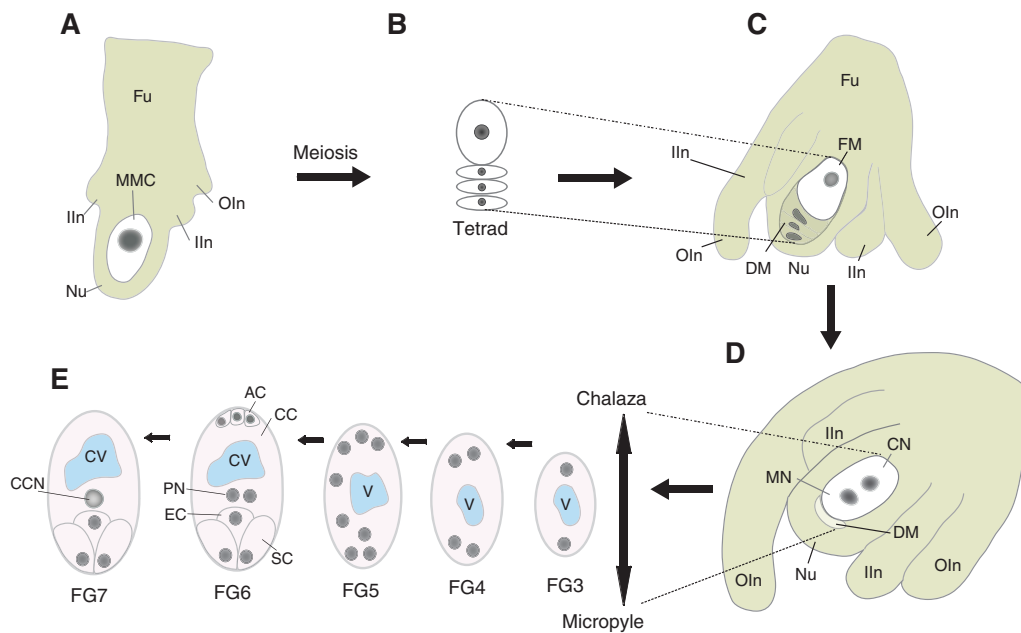 A
Fu
MMC
IIn
OIn
IIn
Nu
Meiosis
B
Tetrad
C
Fu
FM
IIn
OIn
OIn
DM
Nu
IIn
D
IIn
CN
MN
DM
Nu
OIn
IIn
OIn
Chalaza
Micropyle
E
CV
CCN
FG7
AC
CC
CV
PN
EC
SC
FG6
V
FG5
V
FG4
V
FG3